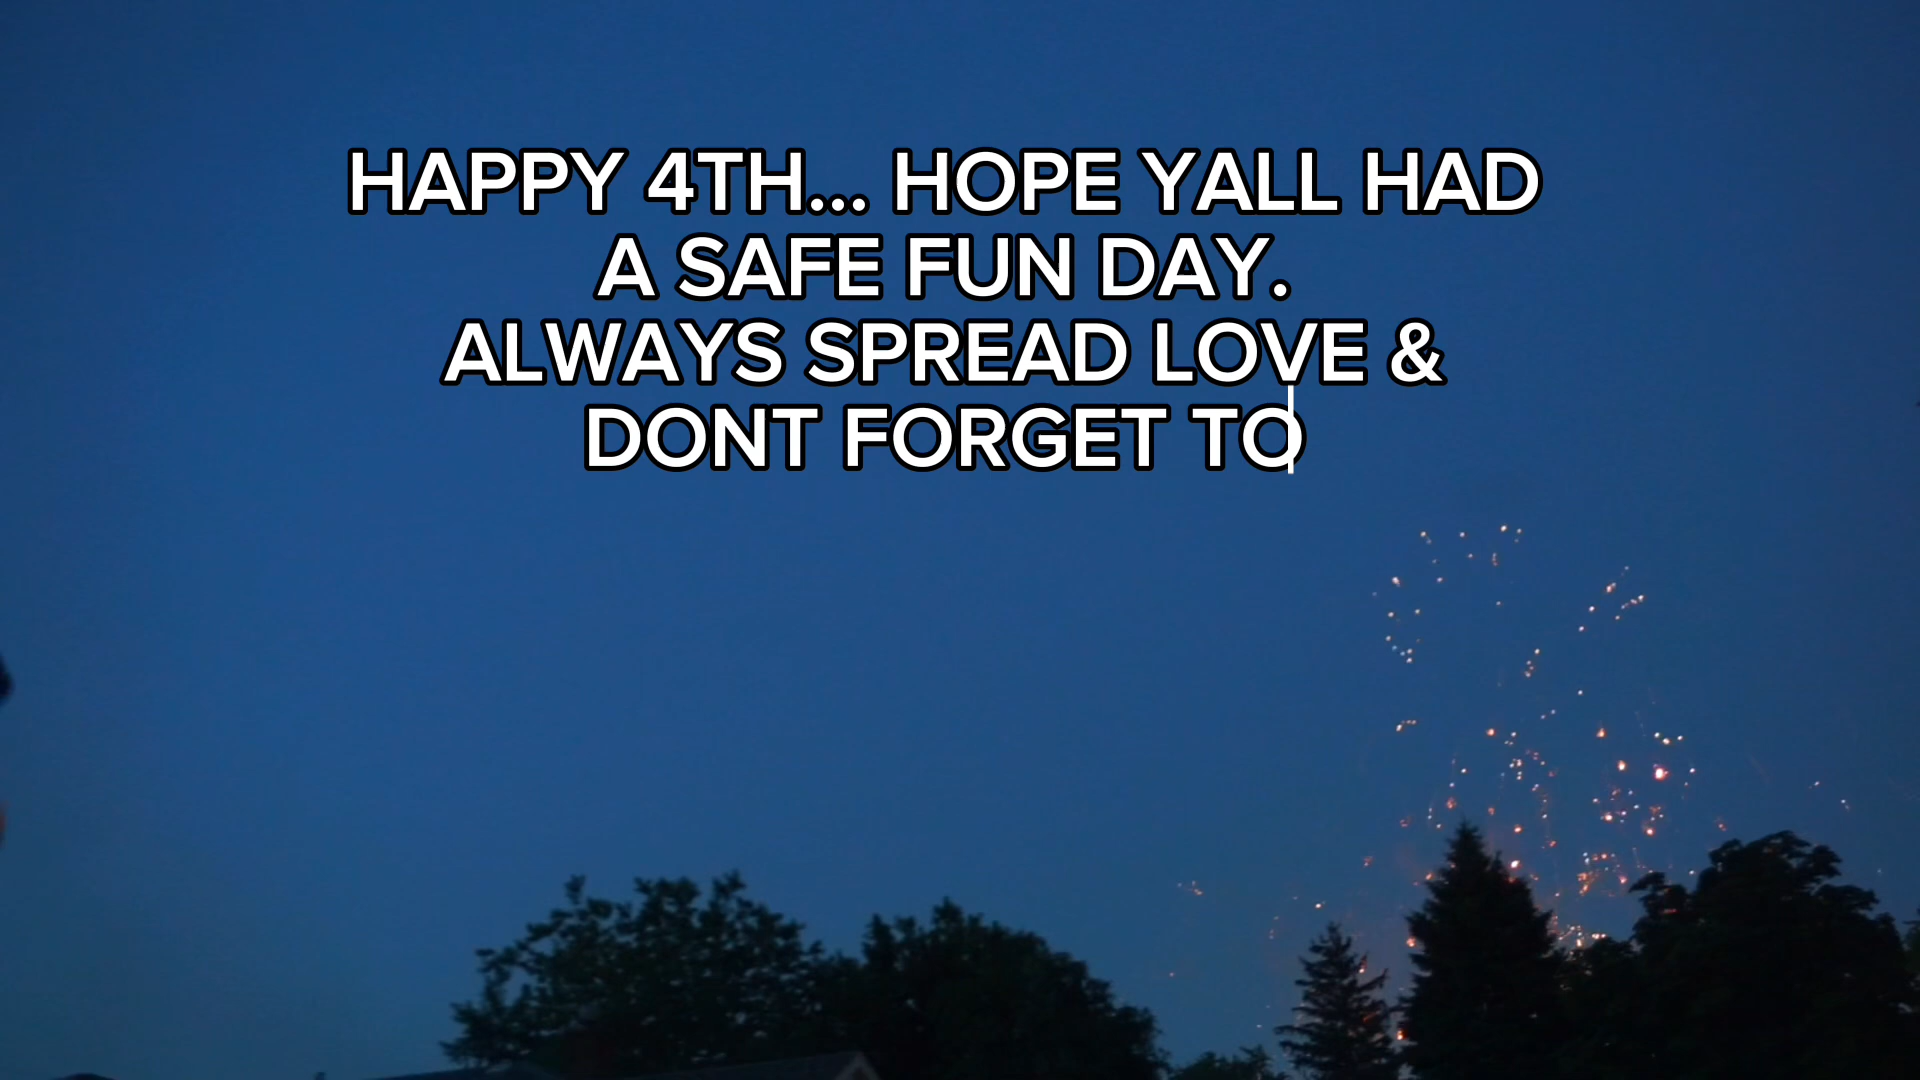 HAPPY 4TH... HOPE YALL HAD
A SAFE FUN DAY.
ALWAYS SPREAD LOVE &
DONT FORGET TO